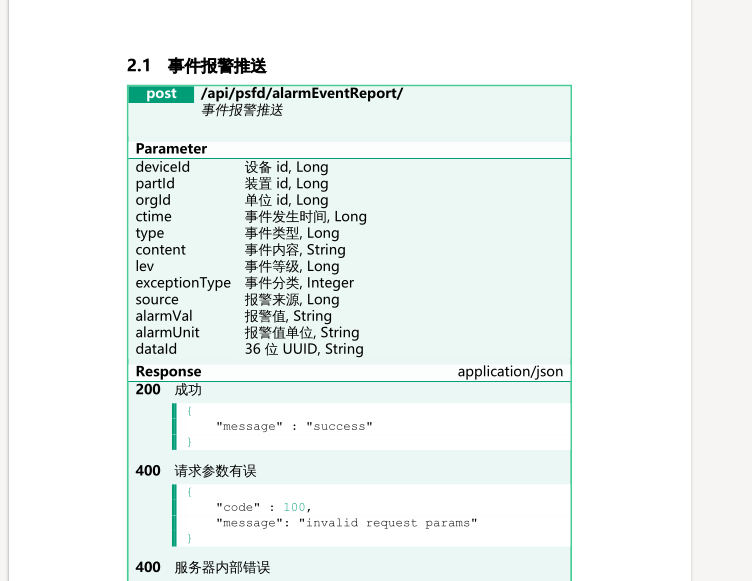 2.1 事件报警推送
post /api/psfd/alarmEventReport/
事件报警推送
Parameter
deviceId 设备 id, Long
partId 装置 id, Long
orgId 单位 id, Long
ctime 事件发生时间, Long
type 事件类型, Long
content 事件内容, String
lev 事件等级, Long
exceptionType 事件分类, Integer
source 报警来源, Long
alarmVal 报警值, String
alarmUnit 报警值单位, String
dataId 36 位 UUID, String
Response application/json
200 成功
{
"message" : "success"
}
400 请求参数有误
{
"code" : 100,
"message": "invalid request params"
}
400 服务器内部错误